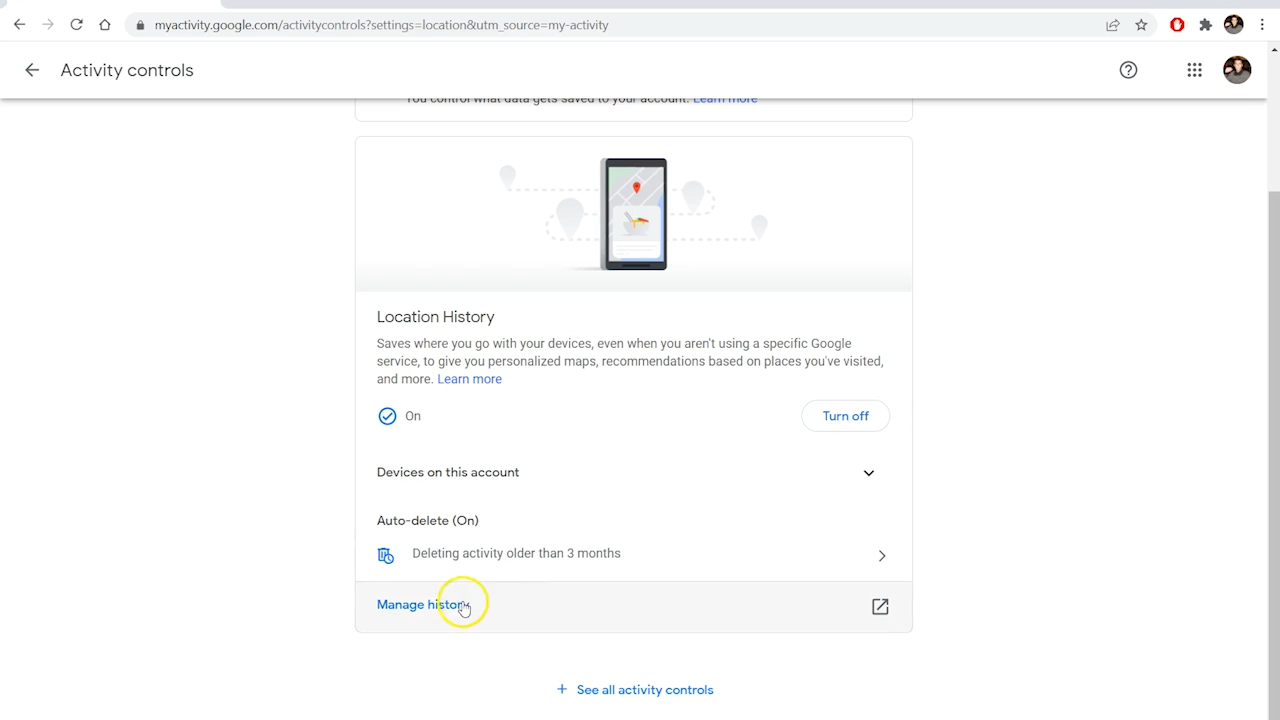 myactivity.google.com/activitycontrols?settings=location&utm_source=my-activity
Activity controls
You control what data gets saved to your account. Learn more
Location History
Saves where you go with your devices, even when you aren't using a specific Google
service, to give you personalized maps, recommendations based on places you've visited,
and more. Learn more
On
Turn off
Devices on this account
Auto-delete (On)
Deleting activity older than 3 months
Manage history
+ See all activity controls